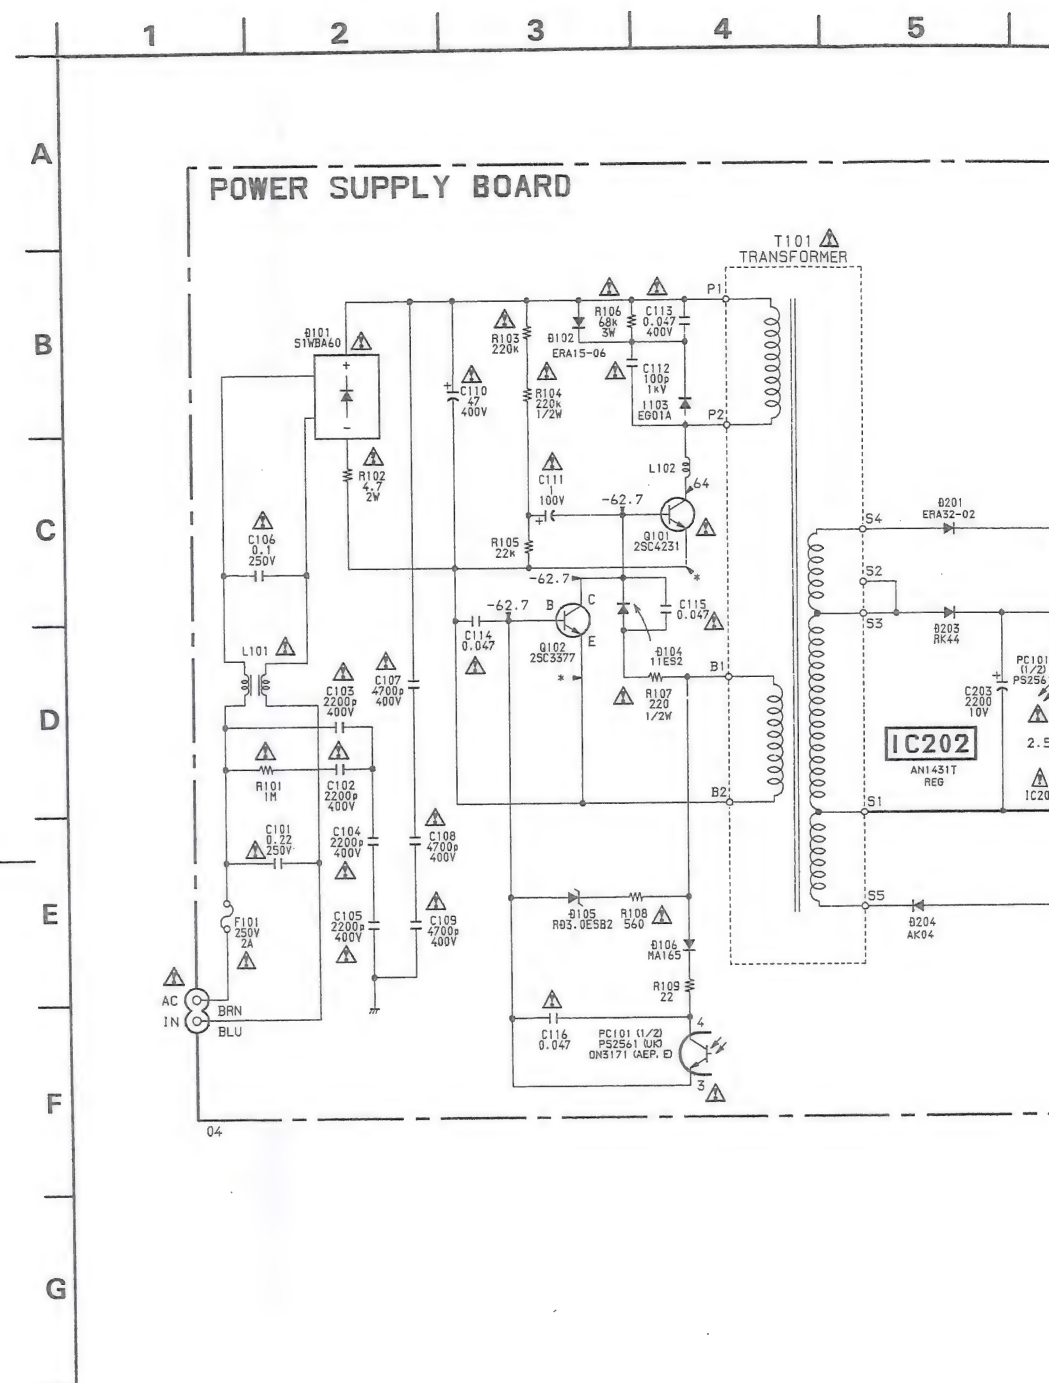 1 2 3 4 5
A
POWER SUPPLY BOARD
T101
TRANSFORMER
B
D101
S1WBA60
R103
220k
D102
ERA15-06
R106
68k
3W
C113
0.047
400V
P1
C110
47
400V
R104
220k
1/2W
C112
100p
1kV
EG01A
P2
C
R102
4.7
2W
C111
1
100V
-62.7
L102
64
Q101
2SC4231
R105
22k
C106
0.1
250V
-62.7
-62.7
B
C
E
*
C115
0.047
C114
0.047
Q102
2SC3377
*
D104
11ES2
R107
220
1/2W
B1
S4
D201
ERA32-02
S2
S3
D203
RK44
PC101
(1/2)
PS2561
D
L101
C103
2200p
400V
C107
4700p
400V
C203
2200
10V
IC202
AN1431T
REG
2.5
IC20
R101
1M
C102
2200p
400V
B2
S1
C101
0.22
250V
C104
2200p
400V
C108
4700p
400V
E
F101
250V
2A
C105
2200p
400V
C109
4700p
400V
D105
RD3.0ESB2
R108
560
D106
MA165
S5
D204
AK04
AC
IN
BRN
BLU
R109
22
C116
0.047
PC101 (1/2)
PS2561 (UK)
ON3171 (AEP, E)
4
3
F
04
G